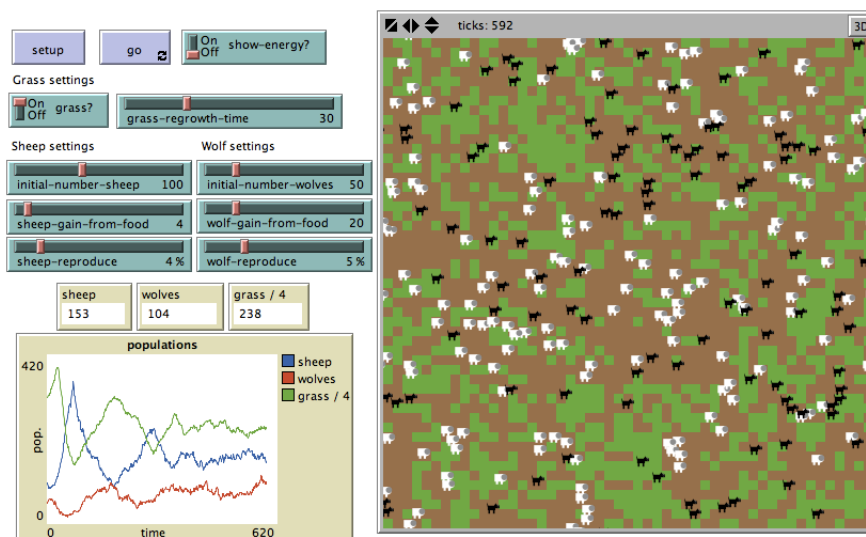 ticks: 592
3D
setup
go
On
Off
show-energy?
Grass settings
On
Off
grass?
grass-regrowth-time 30
Sheep settings
Wolf settings
initial-number-sheep 100
initial-number-wolves 50
sheep-gain-from-food 4
wolf-gain-from-food 20
sheep-reproduce 4 %
wolf-reproduce 5 %
sheep
153
wolves
104
grass / 4
238
populations
420
pop.
0
0
time
620
sheep
wolves
grass / 4